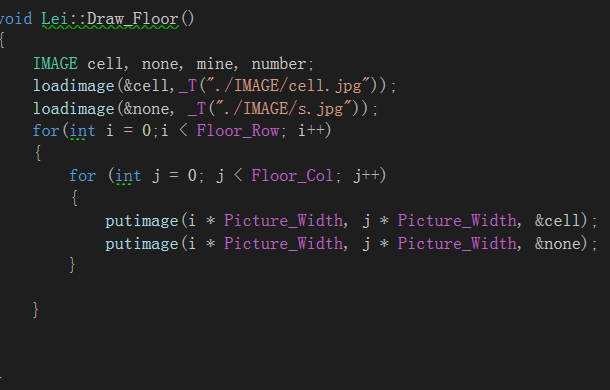 void Lei::Draw_Floor()
{
IMAGE cell, none, mine, number;
loadimage(&cell,_T("./IMAGE/cell.jpg"));
loadimage(&none, _T("./IMAGE/s.jpg"));
for(int i = 0;i < Floor_Row; i++)
{
for (int j = 0; j < Floor_Col; j++)
{
putimage(i * Picture_Width, j * Picture_Width, &cell);
putimage(i * Picture_Width, j * Picture_Width, &none);
}
}